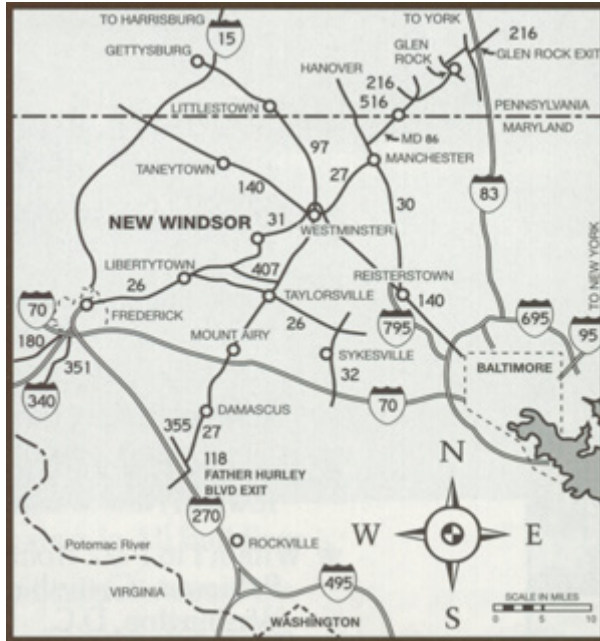 TO HARRISBURG
15
GETTYSBURG
TO YORK
216
GLEN
ROCK
GLEN ROCK EXIT
HANOVER
216
LITTLESTOWN
516
PENNSYLVANIA
MARYLAND
MD 86
97
TANEYTOWN
27
MANCHESTER
140
30
83
NEW WINDSOR
31
WESTMINSTER
LIBERTYTOWN
407
REISTERSTOWN
TO NEW YORK
26
TAYLORSVILLE
140
70
FREDERICK
26
695
795
95
180
MOUNT AIRY
SYKESVILLE
BALTIMORE
351
32
340
70
DAMASCUS
355
27
118
FATHER HURLEY
BLVD EXIT
N
270
W
E
ROCKVILLE
Potomac River
495
S
VIRGINIA
SCALE IN MILES
0
10
WASHINGTON